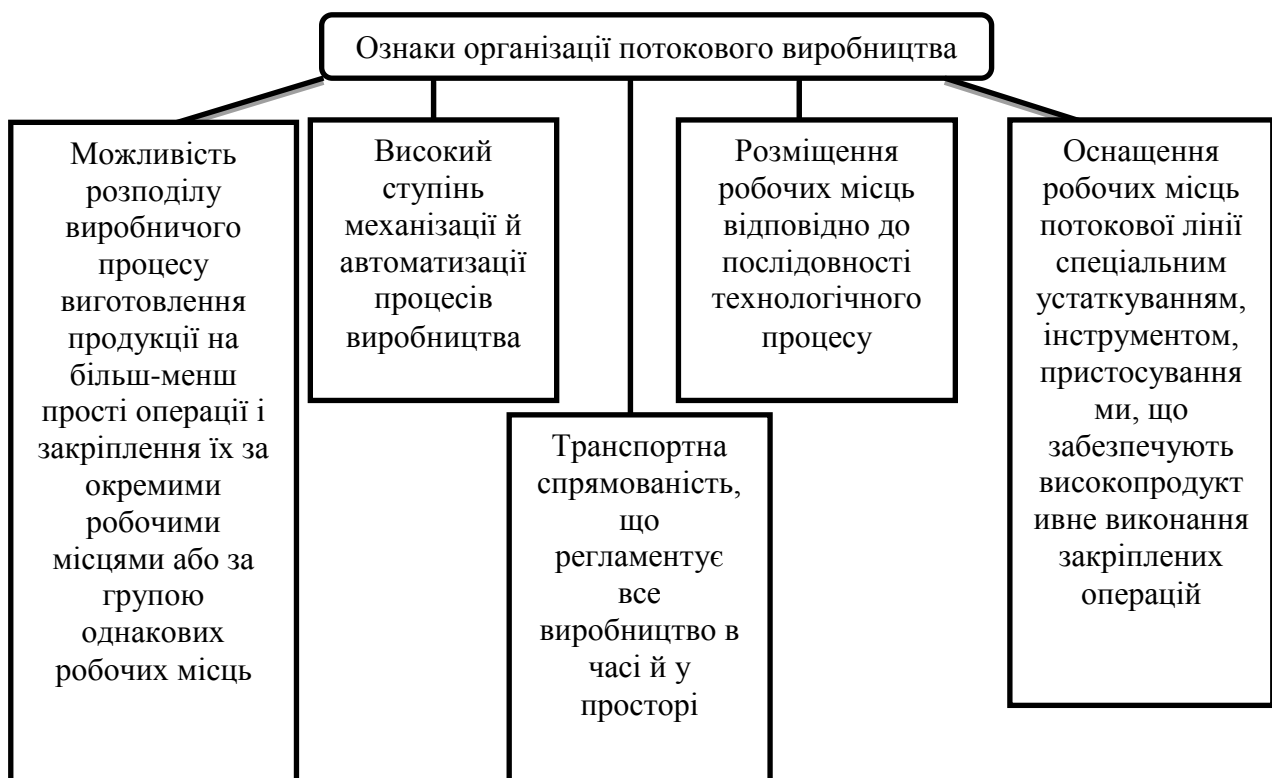 Ознаки організації потокового виробництва
Можливість
розподілу
виробничого
процесу
виготовлення
продукції на
більш-менш
прості операції і
закріплення їх за
окремими
робочими
місцями або за
групою
однакових
робочих місць
Високий
ступінь
механізації й
автоматизації
процесів
виробництва
Транспортна
спрямованість,
що
регламентує
все
виробництво в
часі й у
просторі
Розміщення
робочих місць
відповідно до
послідовності
технологічного
процесу
Оснащення
робочих місць
потокової лінії
спеціальним
устаткуванням,
інструментом,
пристосування
ми, що
забезпечують
високопродукт
ивне виконання
закріплених
операцій